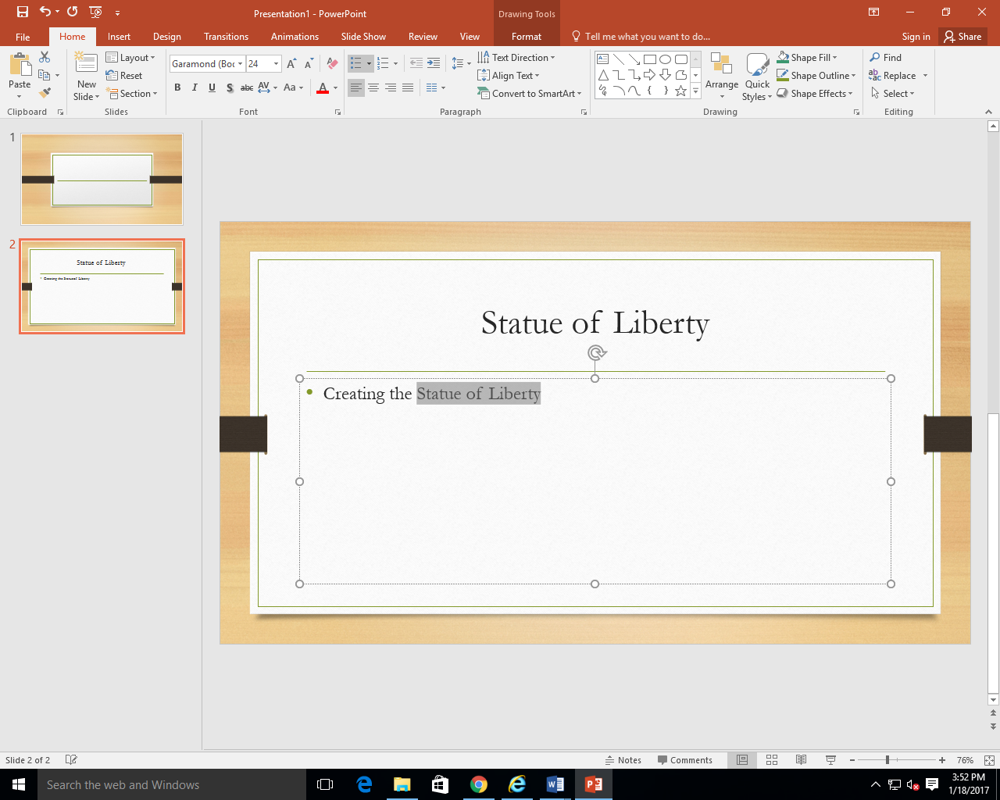 Presentation1 - PowerPoint
Drawing Tools
File Home Insert Design Transitions Animations Slide Show Review View Format Tell me what you want to do... Sign in Share
Paste
New
Slide
Layout
Reset
Section
Garamond (Boc 24
B I U S abc AV Aa A
Text Direction
Align Text
Convert to SmartArt
Arrange
Quick
Styles
Shape Fill
Shape Outline
Shape Effects
Find
Replace
Select
Clipboard Slides Font Paragraph Drawing Editing
1
2
Statue of Liberty
Creating the Statue of Liberty
Statue of Liberty
Creating the Statue of Liberty
Slide 2 of 2 Notes Comments 76%
Search the web and Windows
3:52 PM
1/18/2017